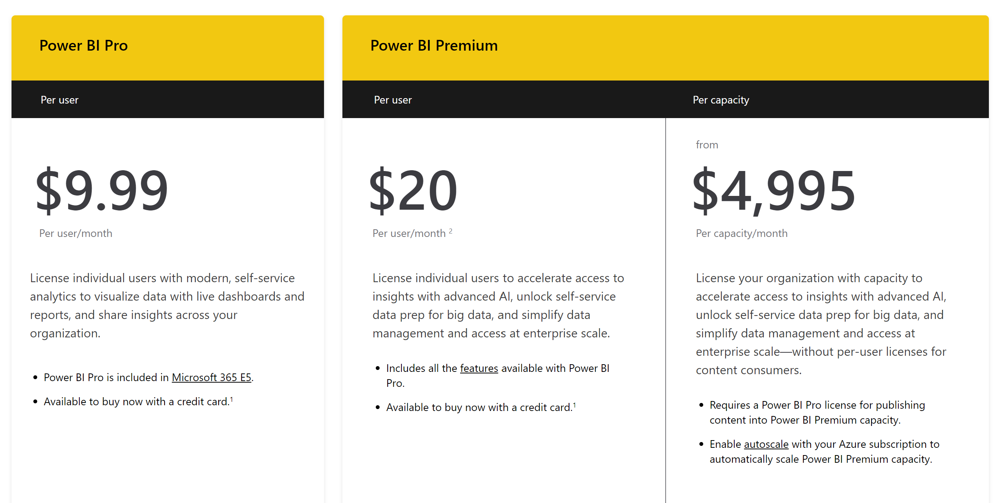 Power BI Pro
Per user
$9.99
Per user/month
License individual users with modern, self-service
analytics to visualize data with live dashboards and
reports, and share insights across your
organization.
• Power BI Pro is included in Microsoft 365 E5.
• Available to buy now with a credit card.¹
Power BI Premium
Per user
$20
Per user/month ²
License individual users to accelerate access to
insights with advanced AI, unlock self-service
data prep for big data, and simplify data
management and access at enterprise scale.
• Includes all the features available with Power BI
Pro.
• Available to buy now with a credit card.¹
Per capacity
from
$4,995
Per capacity/month
License your organization with capacity to
accelerate access to insights with advanced AI,
unlock self-service data prep for big data, and
simplify data management and access at
enterprise scale—without per-user licenses for
content consumers.
• Requires a Power BI Pro license for publishing
content into Power BI Premium capacity.
• Enable autoscale with your Azure subscription to
automatically scale Power BI Premium capacity.